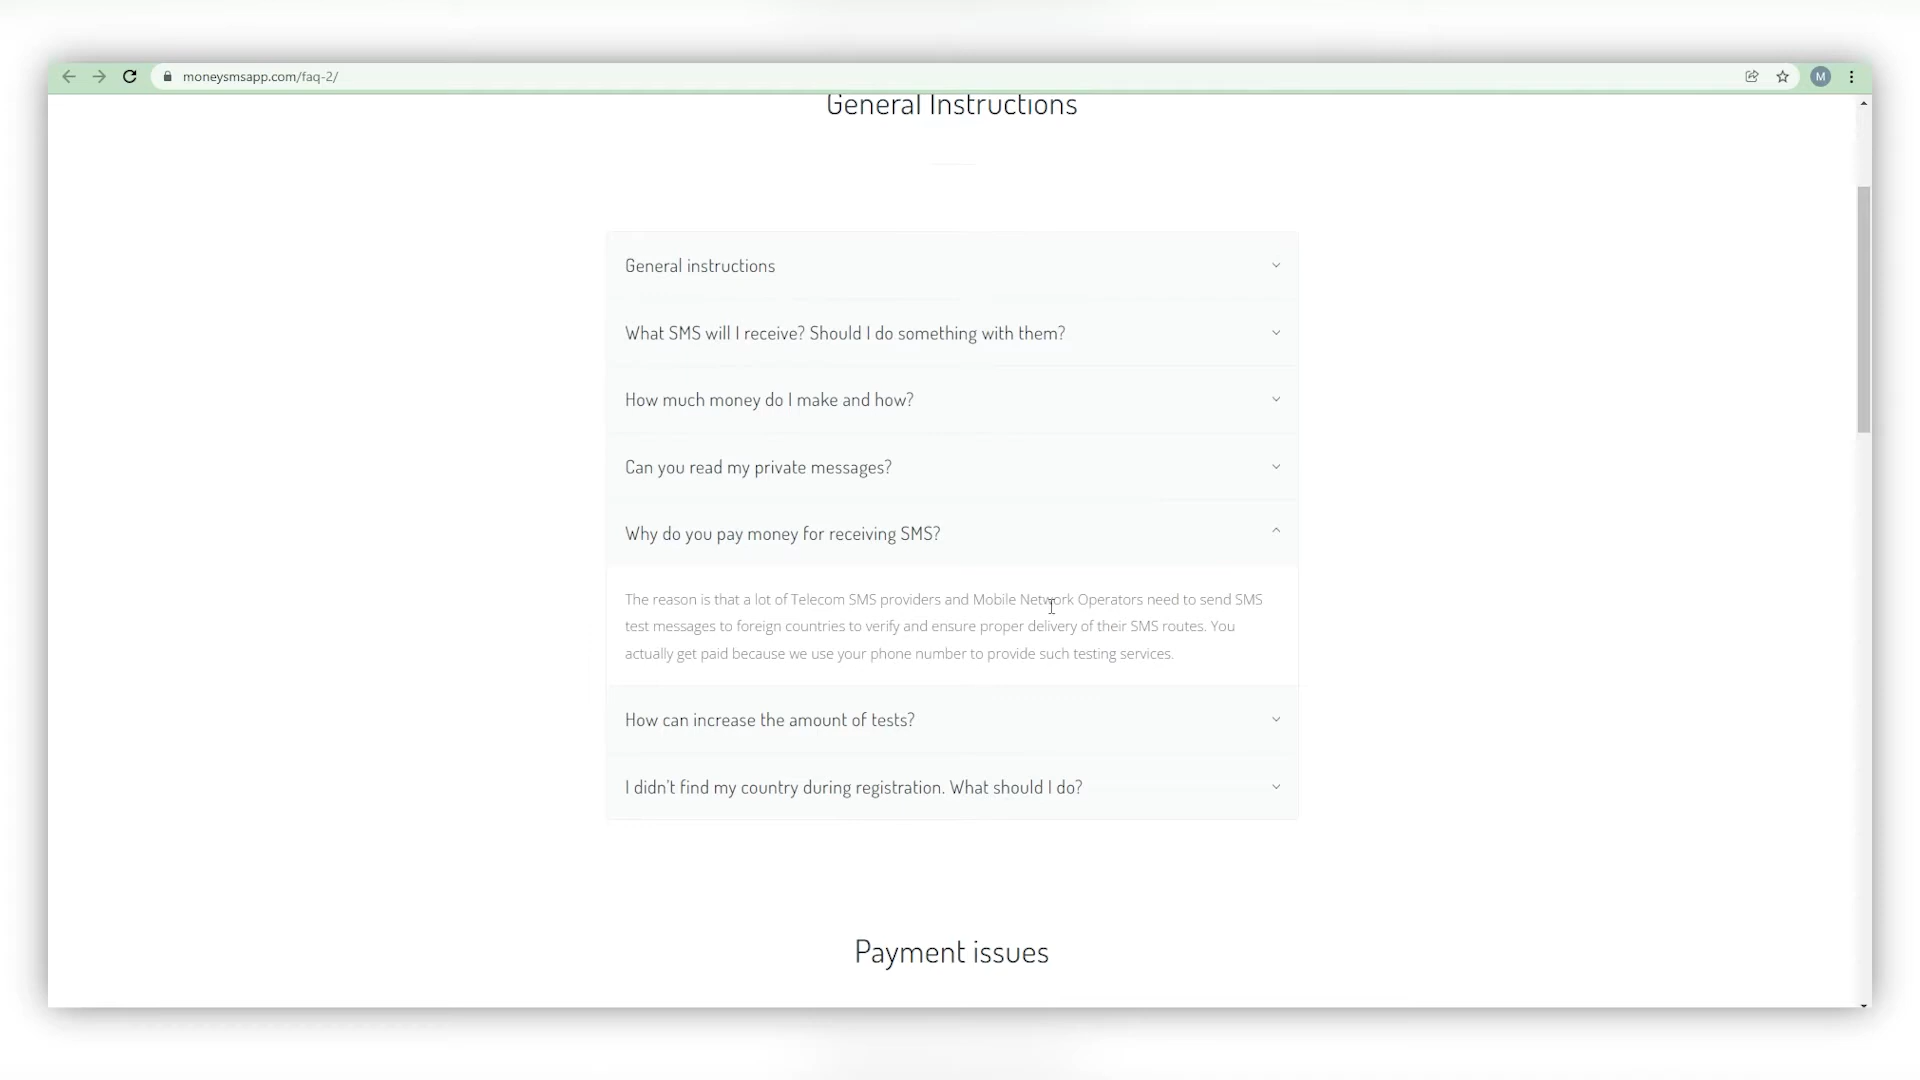 moneysmsapp.com/faq-2/
M
General Instructions
General instructions
What SMS will I receive? Should I do something with them?
How much money do I make and how?
Can you read my private messages?
Why do you pay money for receiving SMS?
The reason is that a lot of Telecom SMS providers and Mobile Network Operators need to send SMS
test messages to foreign countries to verify and ensure proper delivery of their SMS routes. You
actually get paid because we use your phone number to provide such testing services.
How can increase the amount of tests?
I didn't find my country during registration. What should I do?
Payment issues